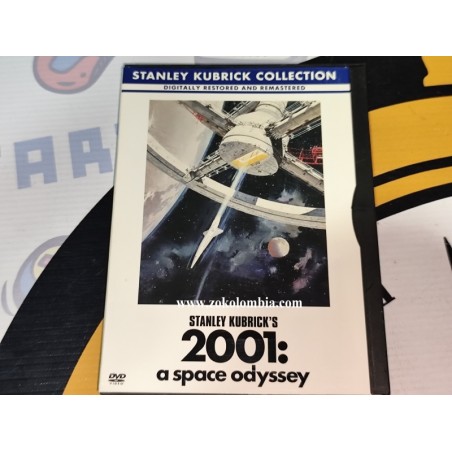 STANLEY KUBRICK COLLECTION
DIGITALLY RESTORED AND REMASTERED
www.zokolombia.com
STANLEY KUBRICK'S
2001:
a space odyssey
DVD